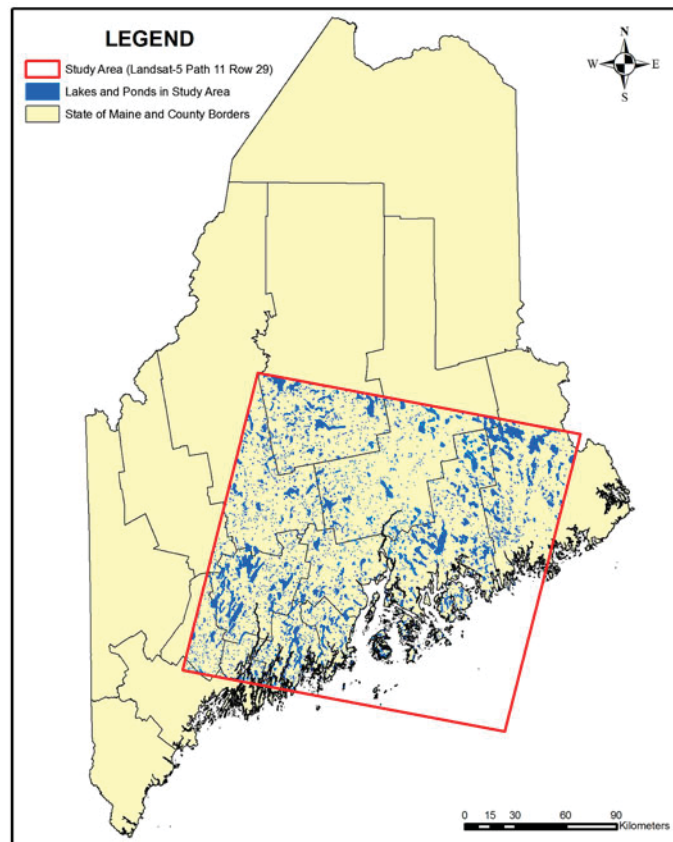 LEGEND
Study Area (Landsat-5 Path 11 Row 29)
Lakes and Ponds in Study Area
State of Maine and County Borders
N
W E
S
0 15 30 60 90
Kilometers